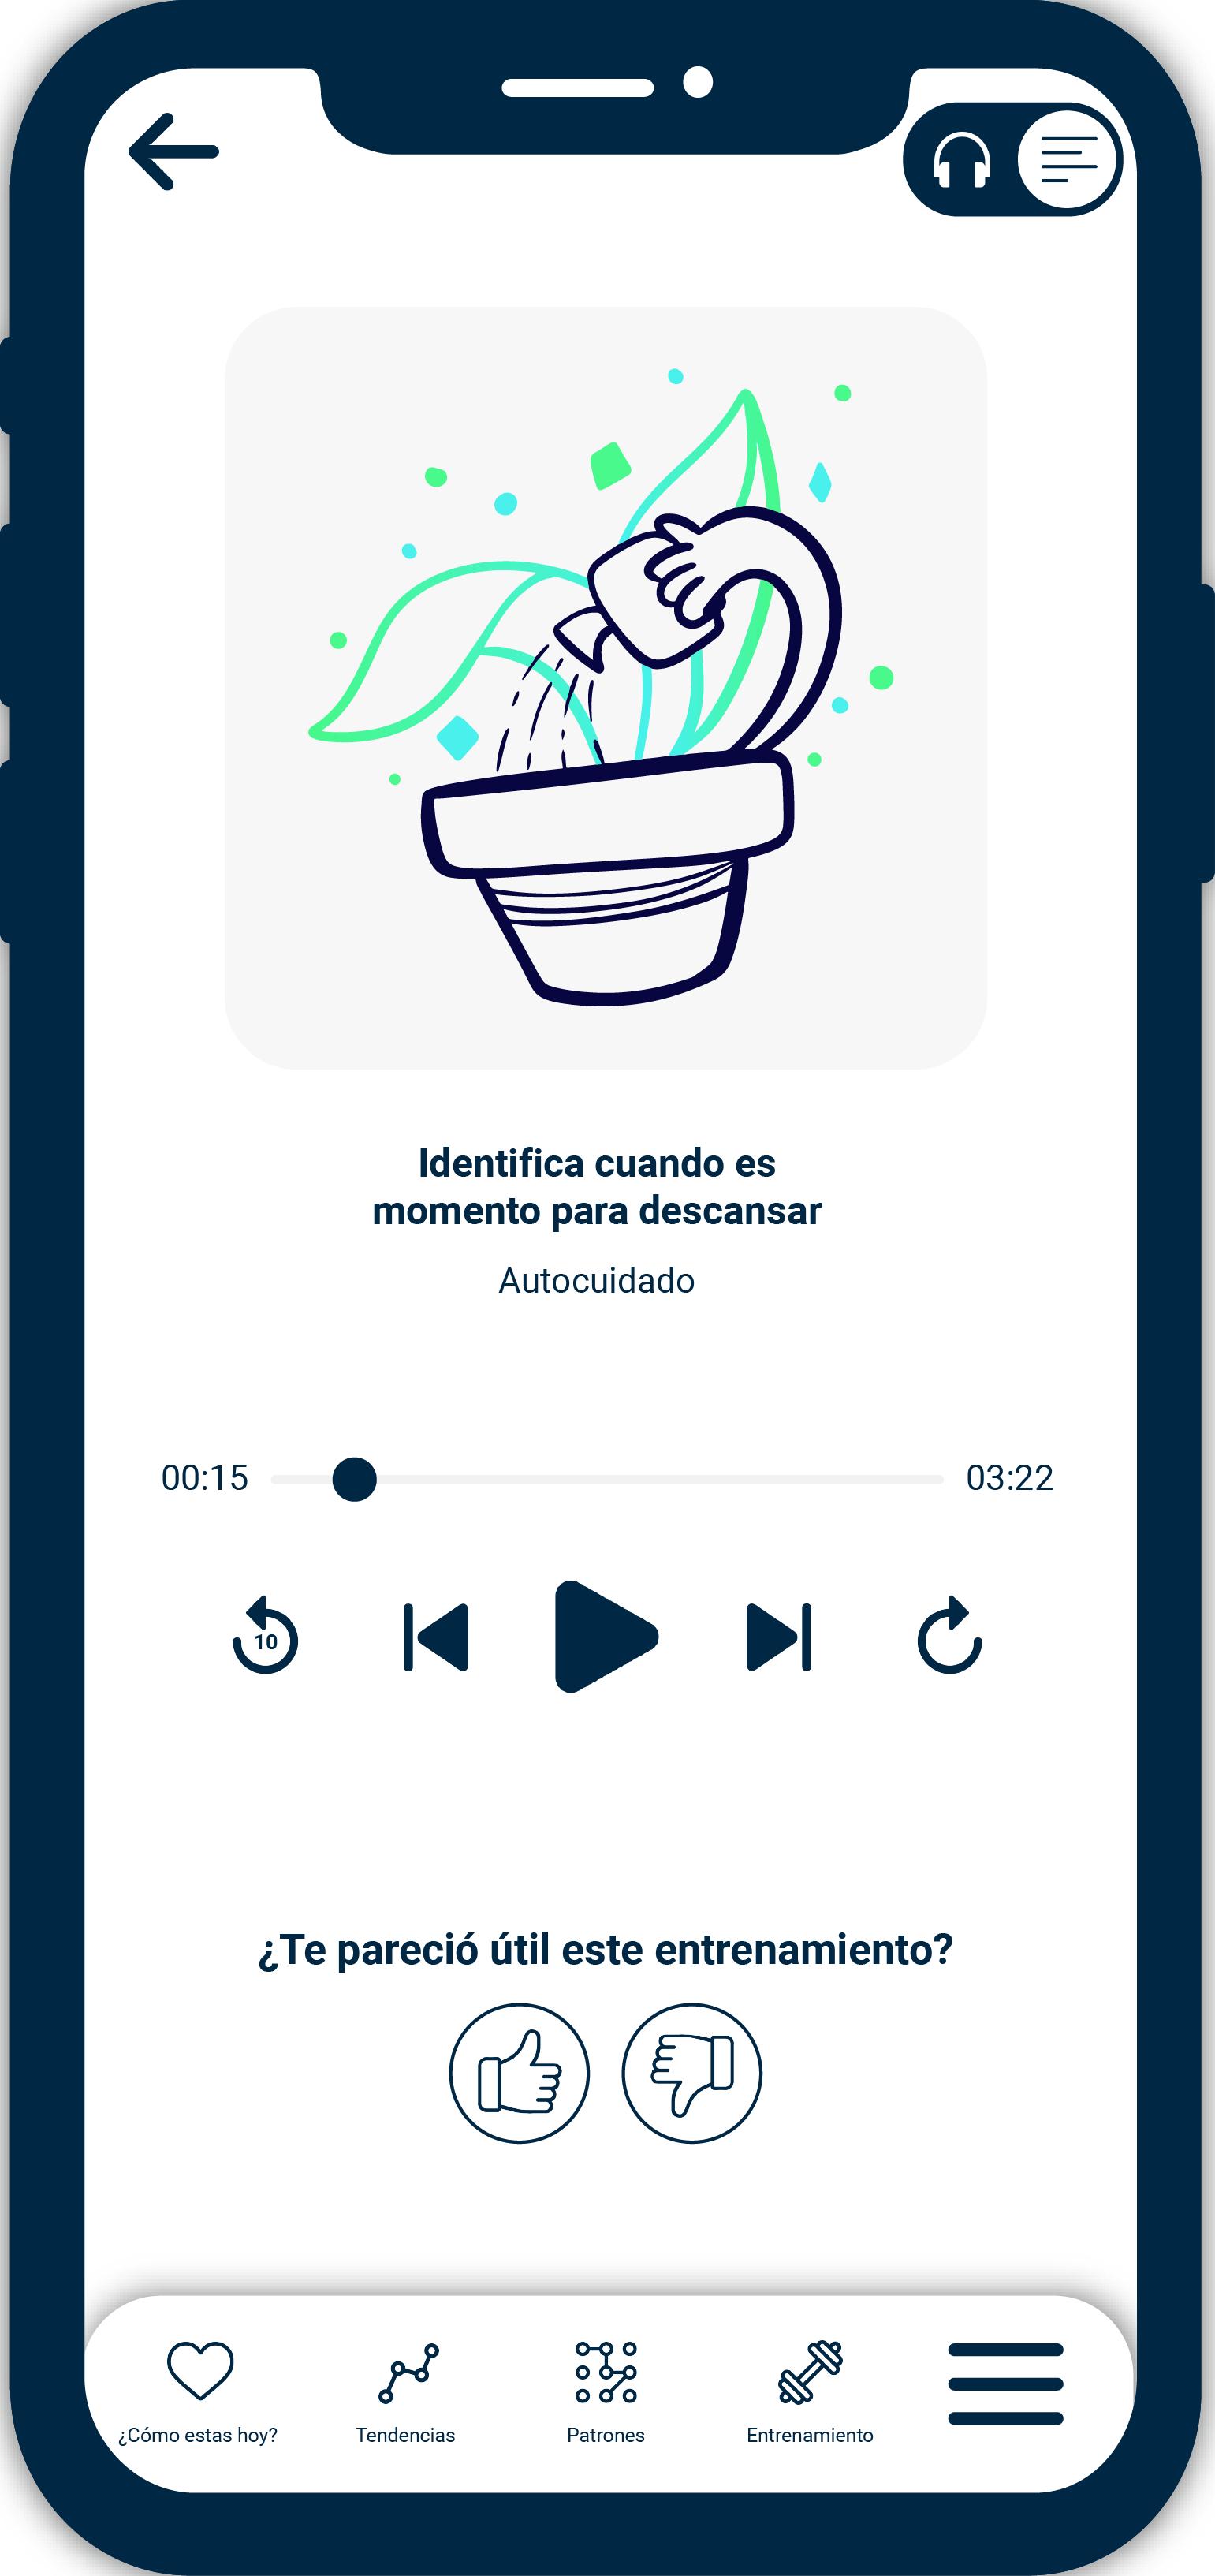 Identifica cuando es
momento para descansar
Autocuidado
00:15
03:22
10
¿Te pareció útil este entrenamiento?
¿Cómo estas hoy?
Tendencias
Patrones
Entrenamiento